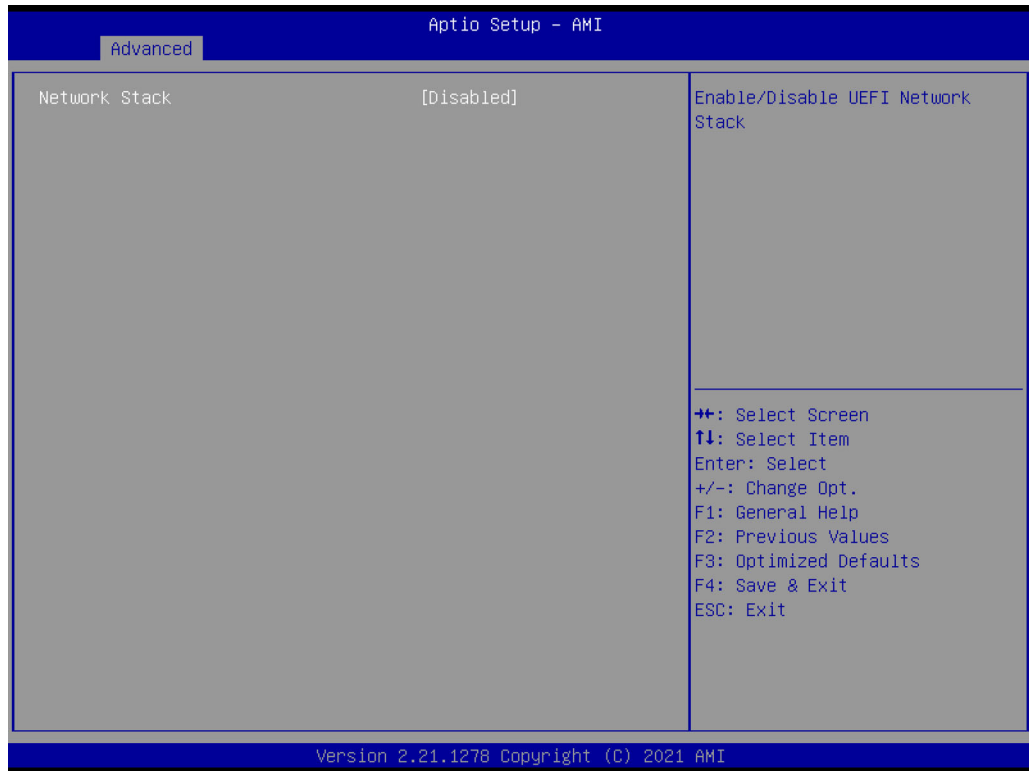 Aptio Setup – AMI
Advanced
Network Stack [Disabled]
Enable/Disable UEFI Network
Stack
→←: Select Screen
↑↓: Select Item
Enter: Select
+/-: Change Opt.
F1: General Help
F2: Previous Values
F3: Optimized Defaults
F4: Save & Exit
ESC: Exit
Version 2.21.1278 Copyright (C) 2021 AMI